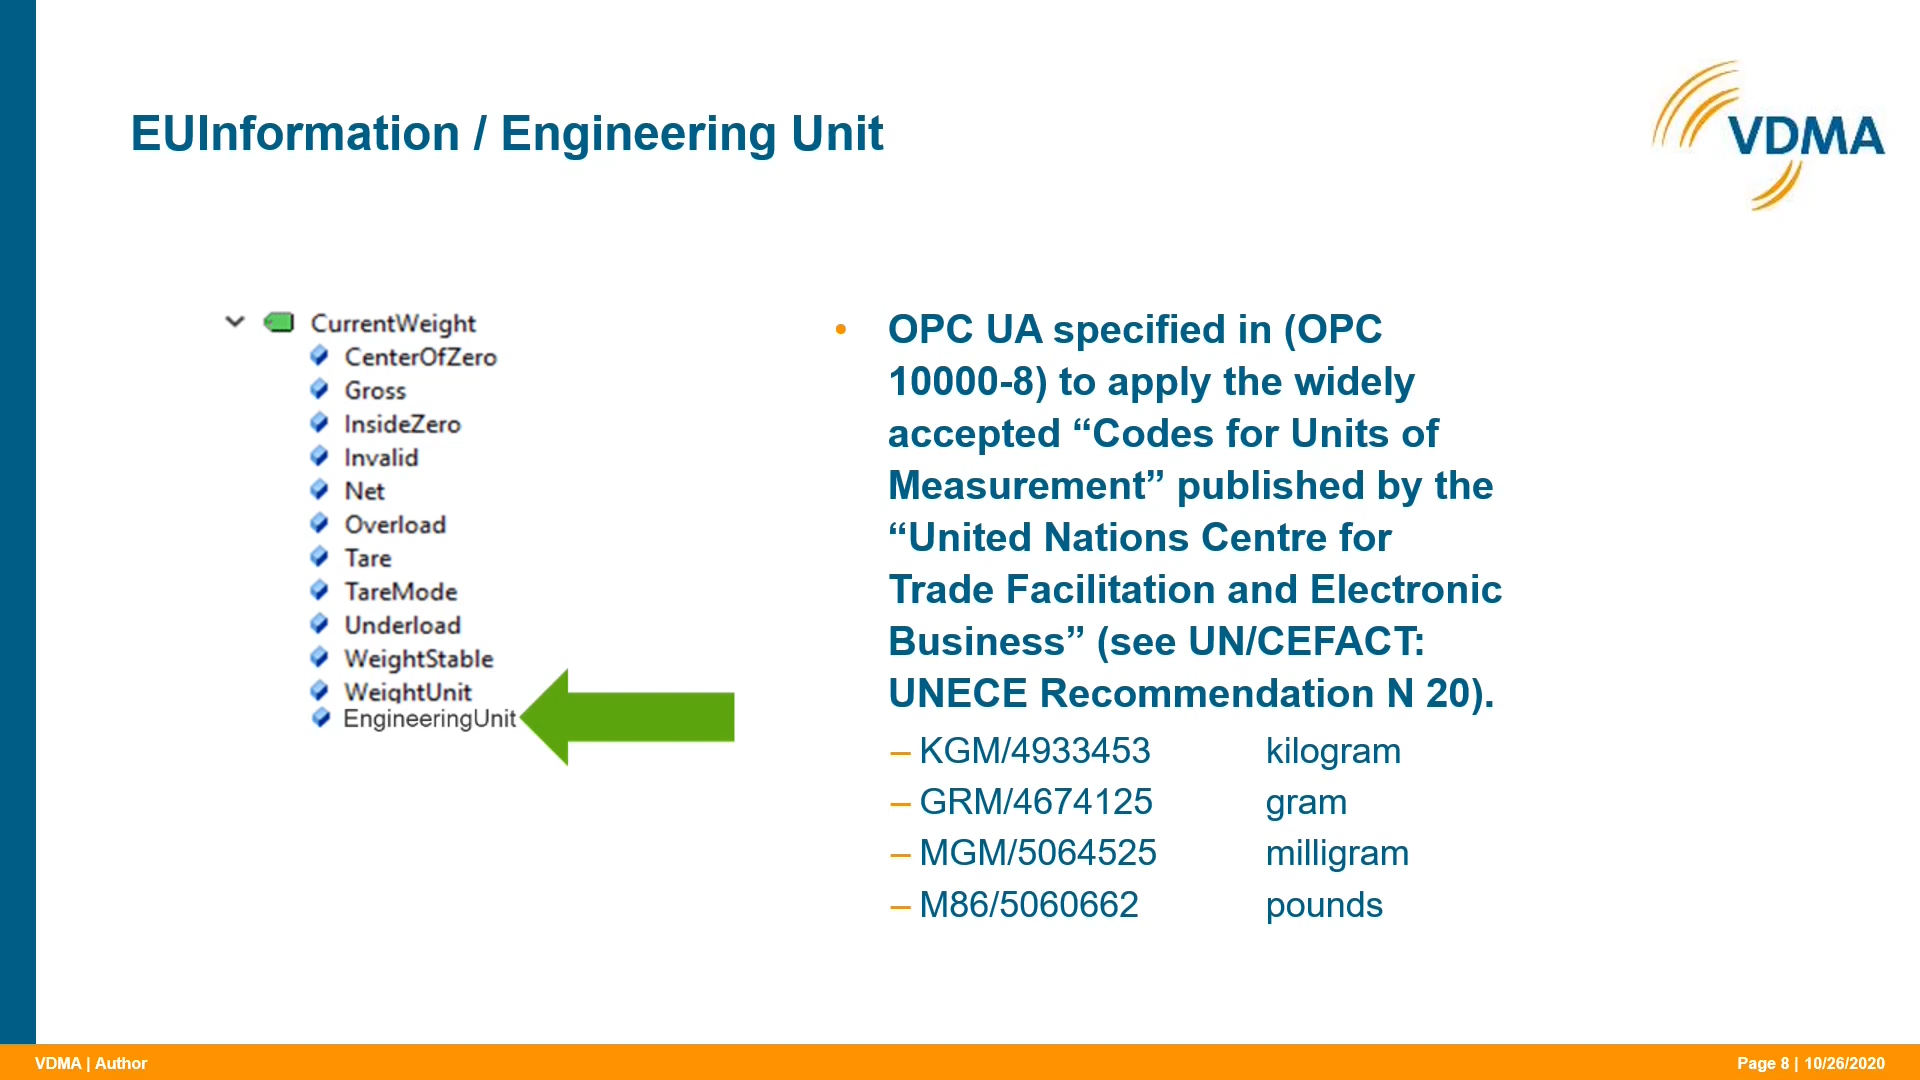 EUInformation / Engineering Unit
VDMA
CurrentWeight
CenterOfZero
Gross
InsideZero
Invalid
Net
Overload
Tare
TareMode
Underload
WeightStable
WeightUnit
EngineeringUnit
• OPC UA specified in (OPC
10000-8) to apply the widely
accepted “Codes for Units of
Measurement” published by the
“United Nations Centre for
Trade Facilitation and Electronic
Business” (see UN/CEFACT:
UNECE Recommendation N 20).
– KGM/4933453 kilogram
– GRM/4674125 gram
– MGM/5064525 milligram
– M86/5060662 pounds
VDMA | Author
Page 8 | 10/26/2020